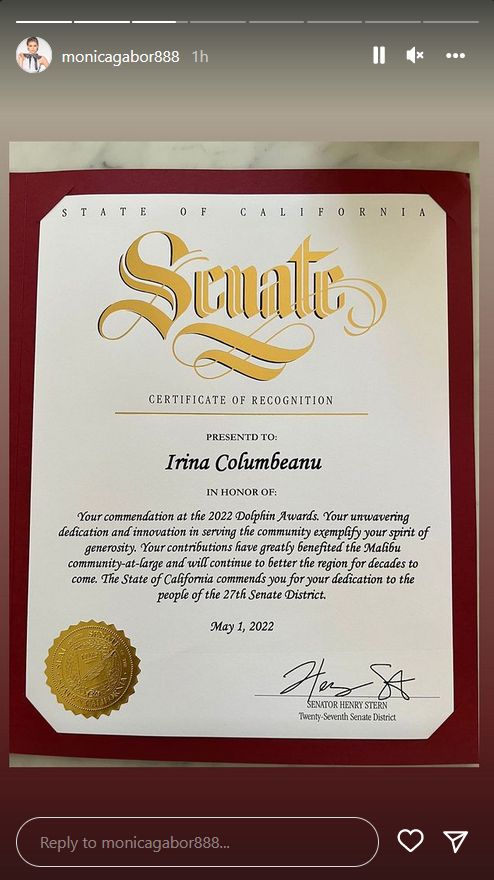 monicagabor888 1h
STATE OF CALIFORNIA
Senate
CERTIFICATE OF RECOGNITION
PRESENTD TO:
Irina Columbeanu
IN HONOR OF:
Your commendation at the 2022 Dolphin Awards. Your unwavering
dedication and innovation in serving the community exemplify your spirit of
generosity. Your contributions have greatly benefited the Malibu
community-at-large and will continue to better the region for decades to
come. The State of California commends you for your dedication to the
people of the 27th Senate District.
May 1, 2022
SENATOR HENRY STERN
Twenty-Seventh Senate District
Reply to monicagabor888...